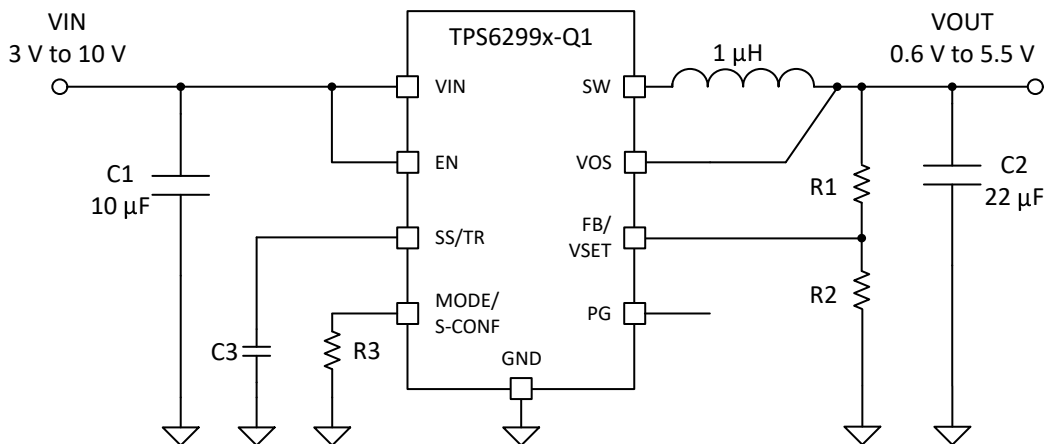 VIN
3 V to 10 V
TPS6299x-Q1
VOUT
0.6 V to 5.5 V
1 µH
VIN
SW
EN
VOS
C1
10 µF
R1
C2
22 µF
SS/TR
FB/
VSET
MODE/
S-CONF
PG
R2
C3
R3
GND